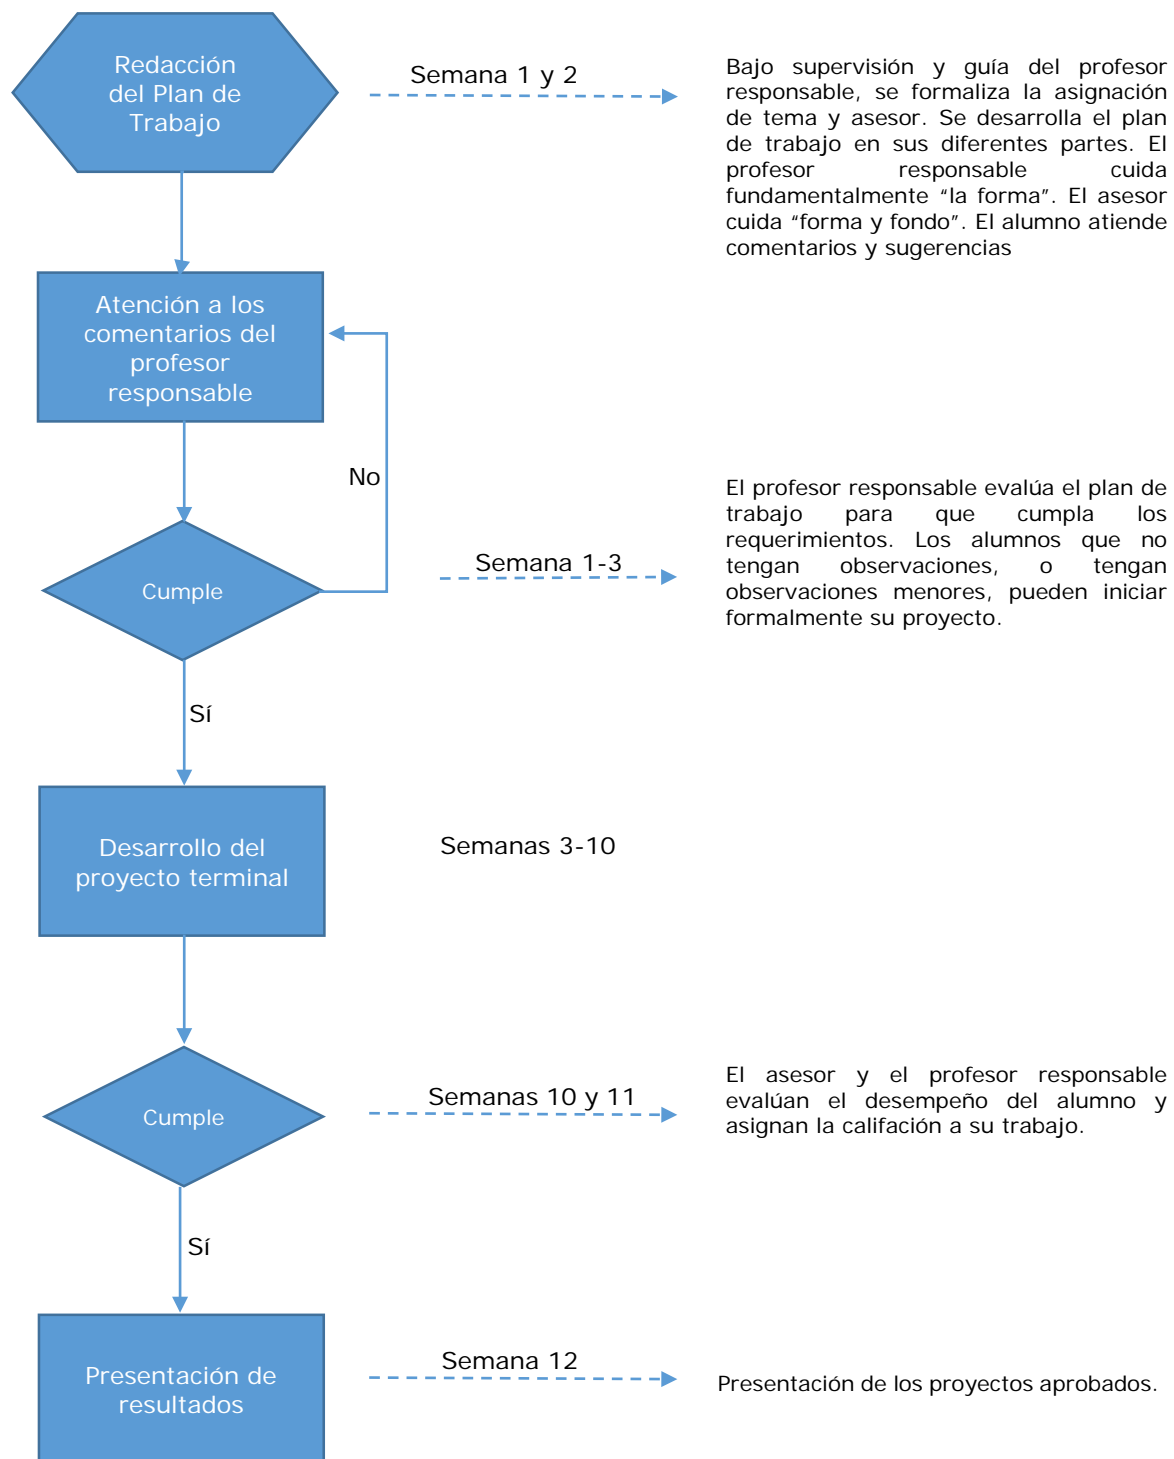 Redacción
del Plan de
Trabajo
Semana 1 y 2
Bajo supervisión y guía del profesor
responsable, se formaliza la asignación
de tema y asesor. Se desarrolla el plan
de trabajo en sus diferentes partes. El
profesor responsable cuida
fundamentalmente “la forma”. El asesor
cuida “forma y fondo”. El alumno atiende
comentarios y sugerencias
Atención a los
comentarios del
profesor
responsable
No
Cumple
Semana 1-3
El profesor responsable evalúa el plan de
trabajo para que cumpla los
requerimientos. Los alumnos que no
tengan observaciones, o tengan
observaciones menores, pueden iniciar
formalmente su proyecto.
Sí
Desarrollo del
proyecto terminal
Semanas 3-10
Cumple
Semanas 10 y 11
El asesor y el profesor responsable
evalúan el desempeño del alumno y
asignan la califación a su trabajo.
Sí
Presentación de
resultados
Semana 12
Presentación de los proyectos aprobados.